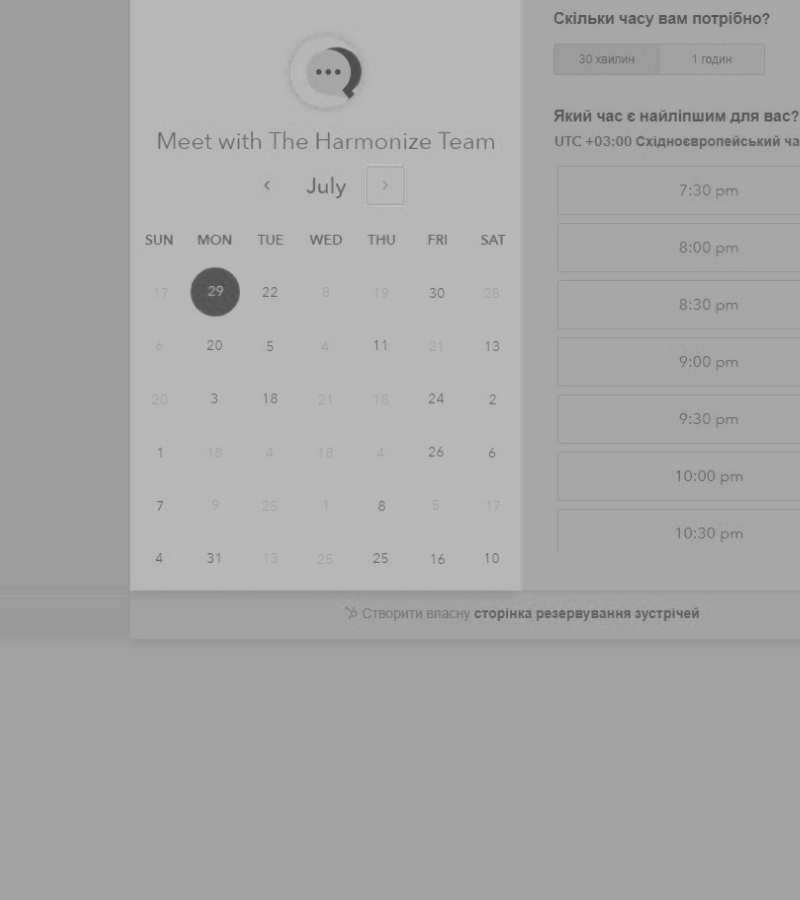 Meet with The Harmonize Team
July
SUN MON TUE WED THU FRI SAT
17 29 22 8 19 30 28
6 20 5 4 11 21 13
20 3 18 21 18 24 2
1 18 4 18 4 26 6
7 9 25 1 8 5 17
4 31 13 25 25 16 10
Скільки часу вам потрібно?
30 хвилин 1 годин
Який час є найліпшим для вас?
UTC +03:00 Східноєвропейський ча
7:30 pm
8:00 pm
8:30 pm
9:00 pm
9:30 pm
10:00 pm
10:30 pm
Створити власну сторінка резервування зустрічей